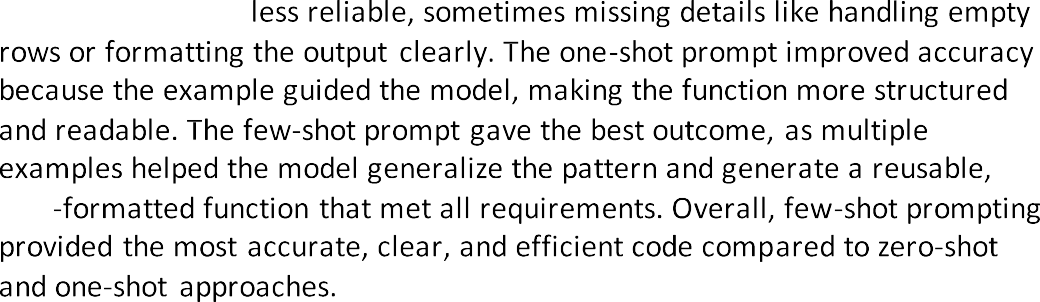 less reliable, sometimes missing details like handling empty
rows or formatting the output clearly. The one-shot prompt improved accuracy
because the example guided the model, making the function more structured
and readable. The few-shot prompt gave the best outcome, as multiple
examples helped the model generalize the pattern and generate a reusable,
-formatted function that met all requirements. Overall, few-shot prompting
provided the most accurate, clear, and efficient code compared to zero-shot
and one-shot approaches.